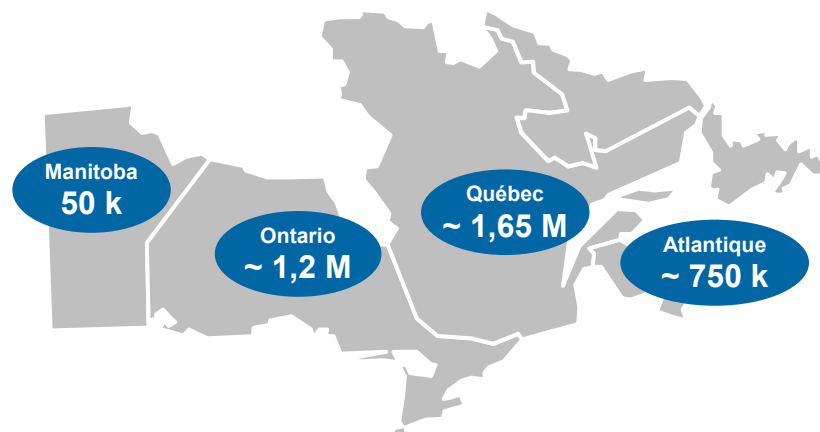 Manitoba
50 k
Ontario
~ 1,2 M
Québec
~ 1,65 M
Atlantique
~ 750 k